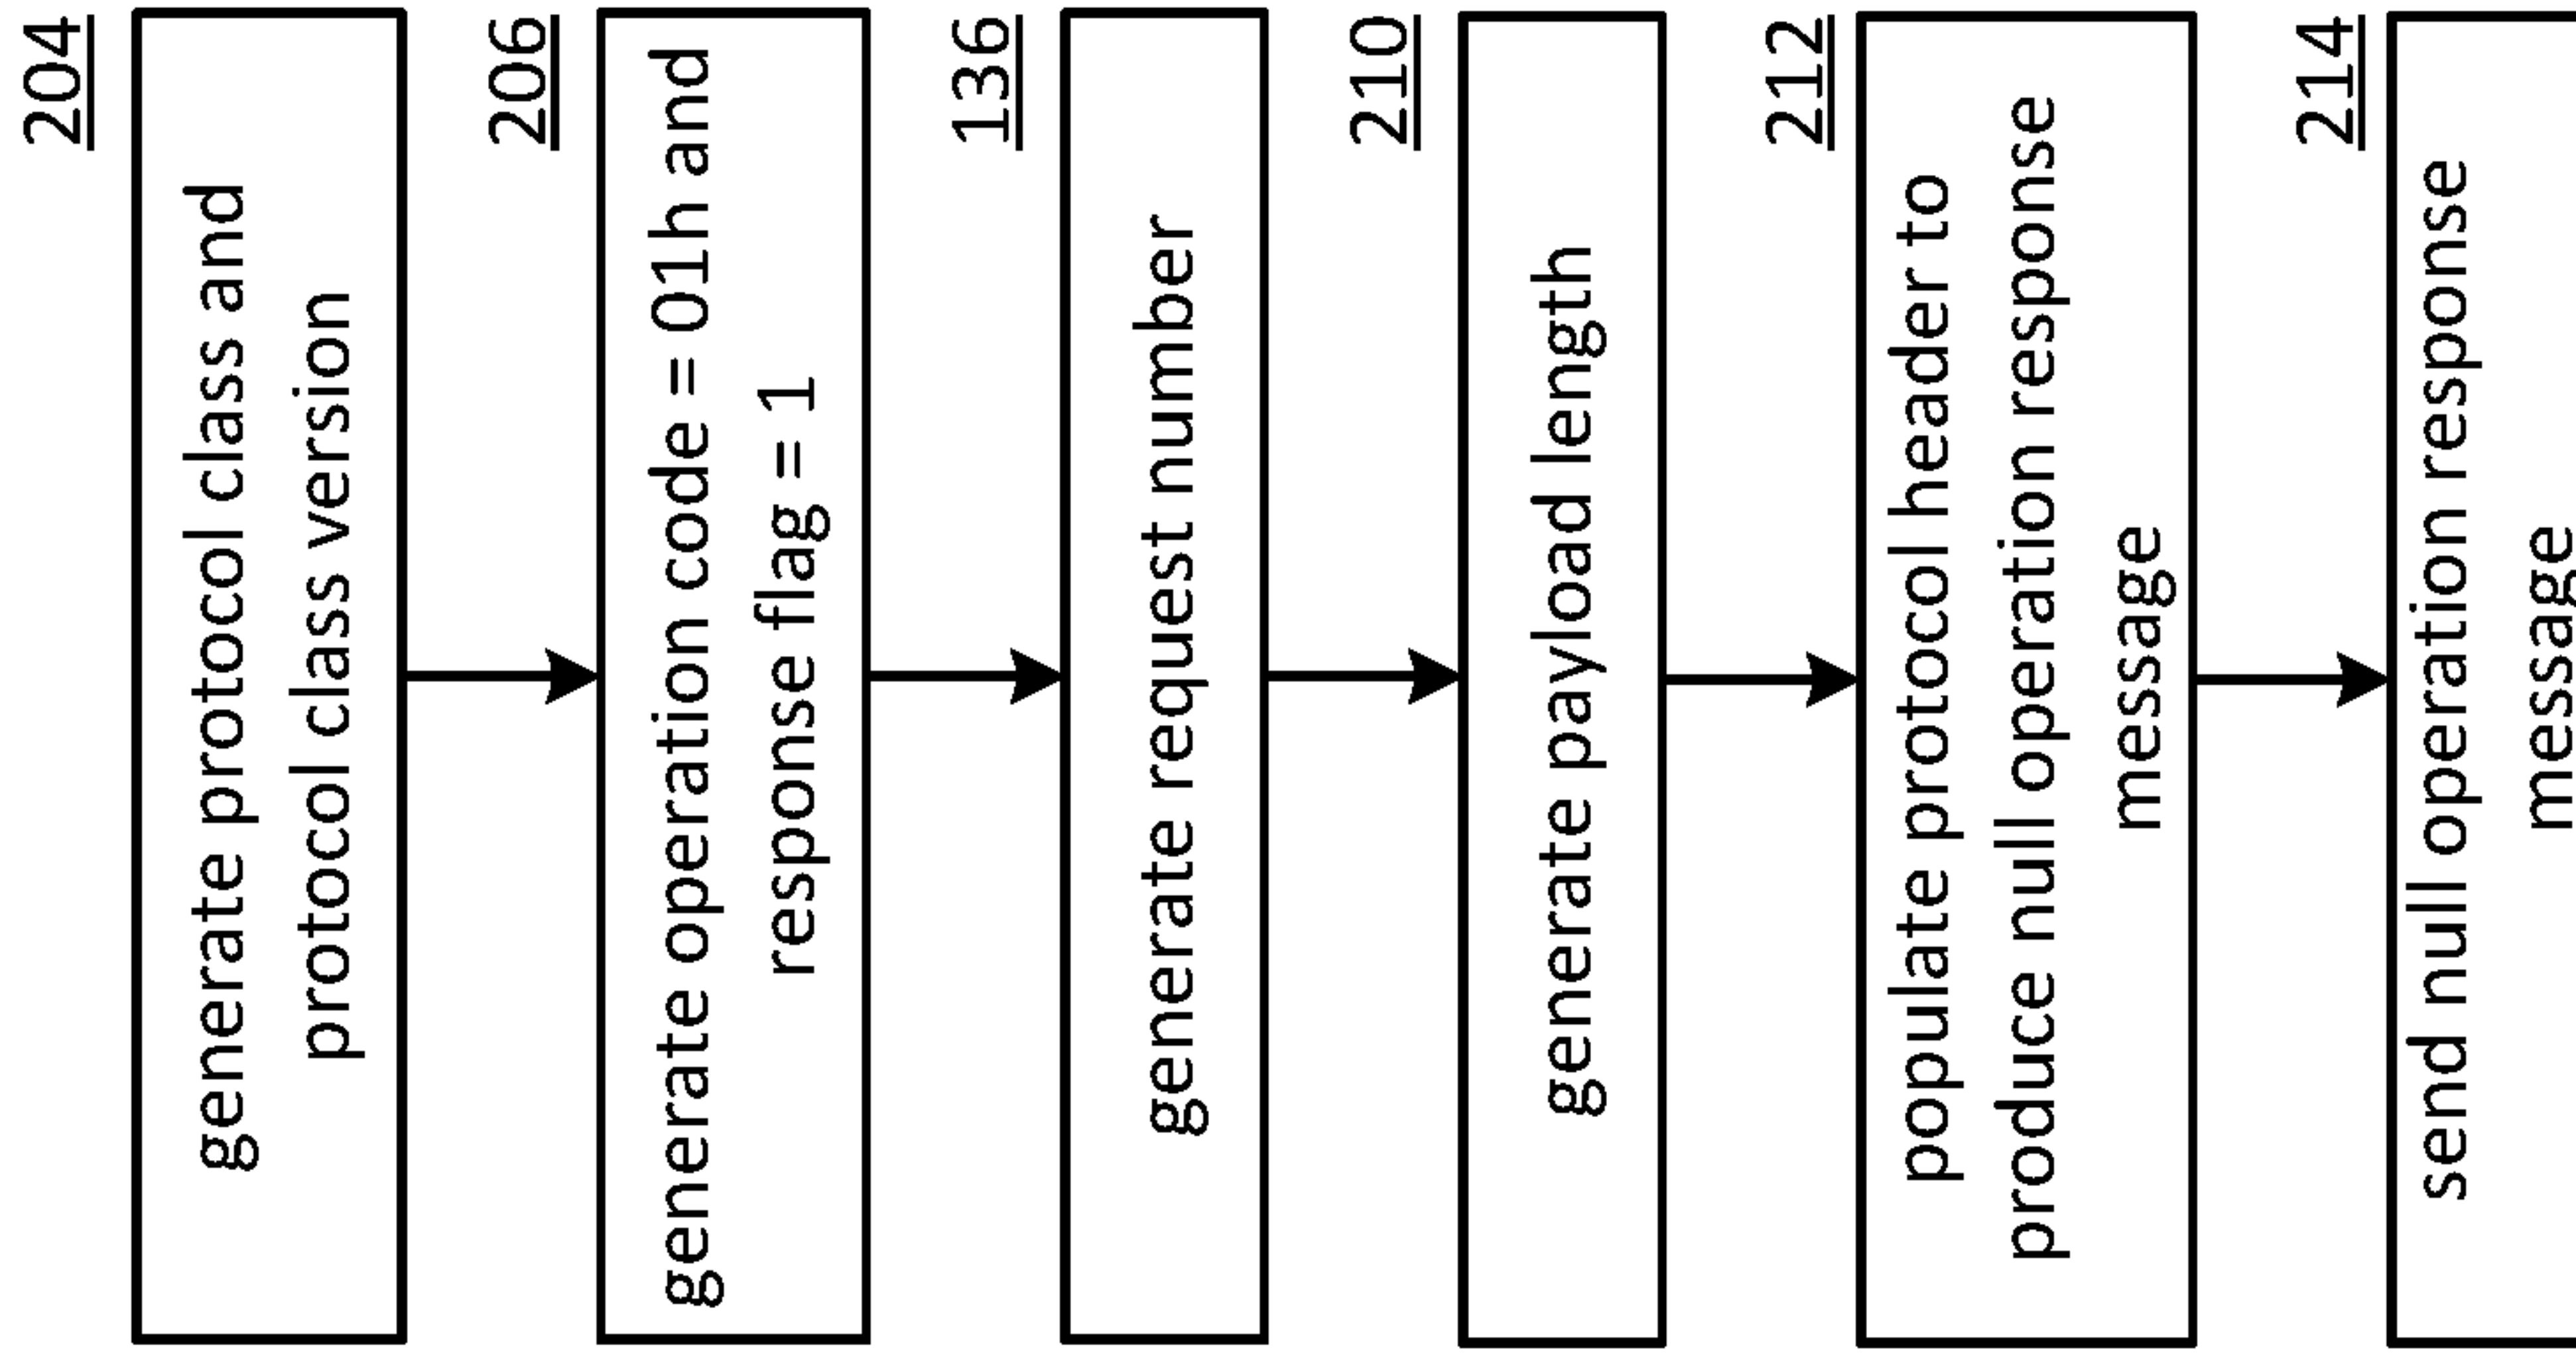 204
generate protocol class and
protocol class version
206
generate operation code = 01h and
response flag = 1
136
generate request number
210
generate payload length
212
populate protocol header to
produce null operation response
message
214
send null operation response
message